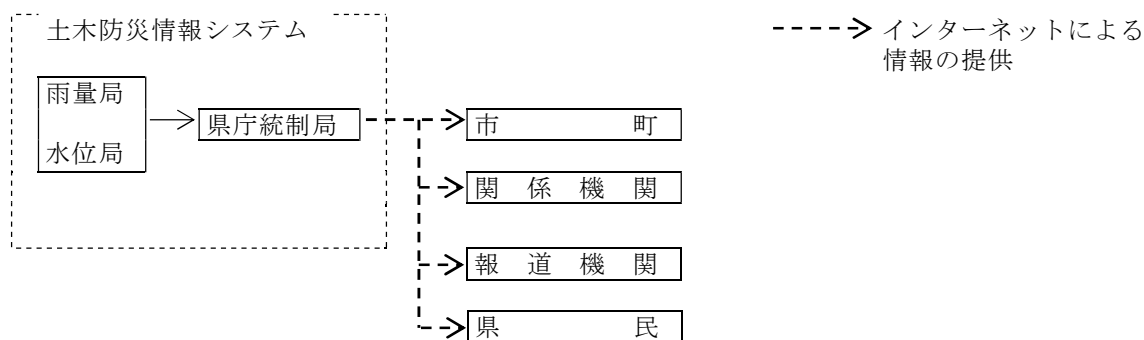 土木防災情報システム
インターネットによる
情報の提供
雨量局
水位局
県庁統制局
市 町
関 係 機 関
報 道 機 関
県 民